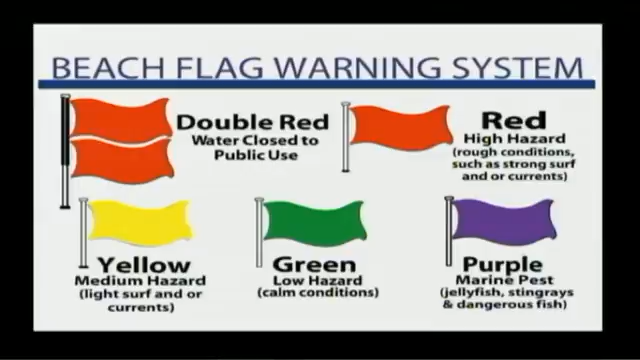 BEACH FLAG WARNING SYSTEM
Double Red
Water Closed to
Public Use
Red
High Hazard
(rough conditions,
such as strong surf
and or currents)
Yellow
Medium Hazard
(light surf and or
currents)
Green
Low Hazard
(calm conditions)
Purple
Marine Pest
(jellyfish, stingrays
& dangerous fish)